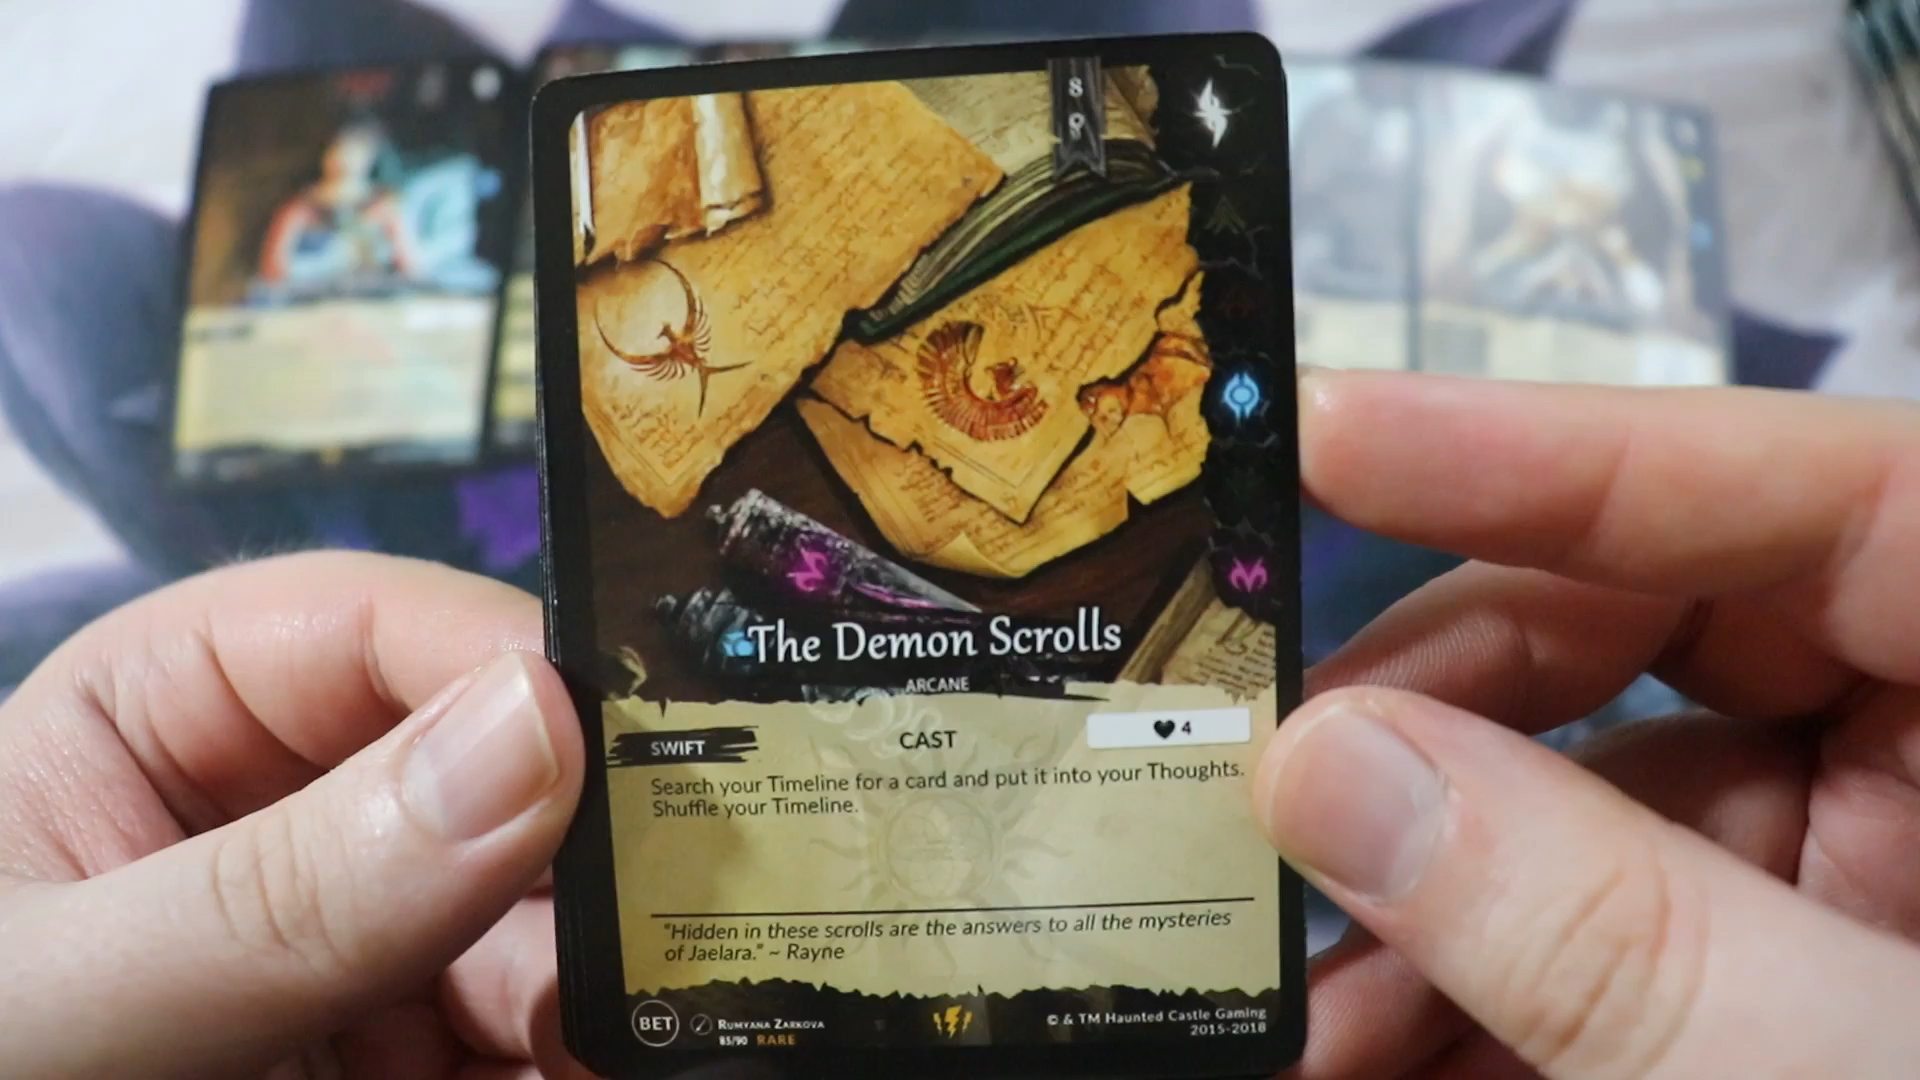 8
9
The Demon Scrolls
ARCANE
SWIFT
CAST
4
Search your Timeline for a card and put it into your Thoughts.
Shuffle your Timeline.
"Hidden in these scrolls are the answers to all the mysteries
of Jaelara." ~ Rayne
BET
RUMYANA ZARKOVA
85/90 RARE
© & TM Haunted Castle Gaming
2015-2018